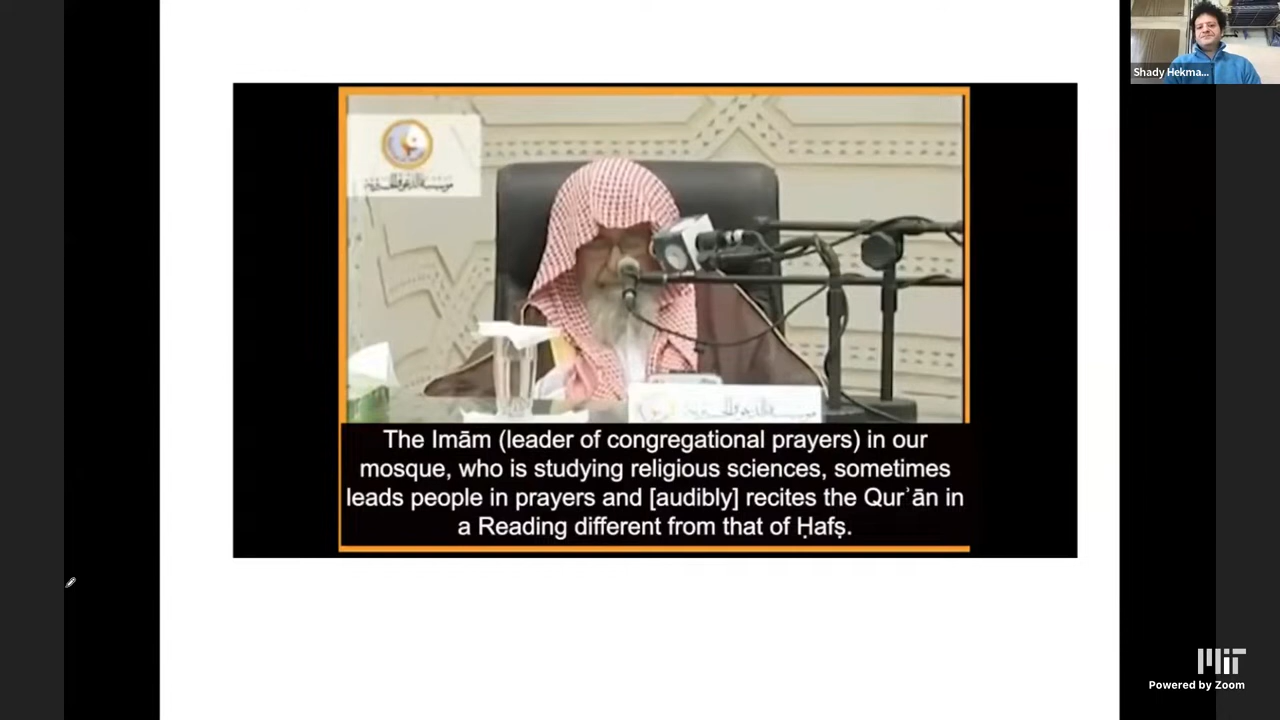 Shady Hekma...
The Imām (leader of congregational prayers) in our
mosque, who is studying religious sciences, sometimes
leads people in prayers and [audibly] recites the Qurʾān in
a Reading different from that of Ḥafṣ.
MIT
Powered by Zoom